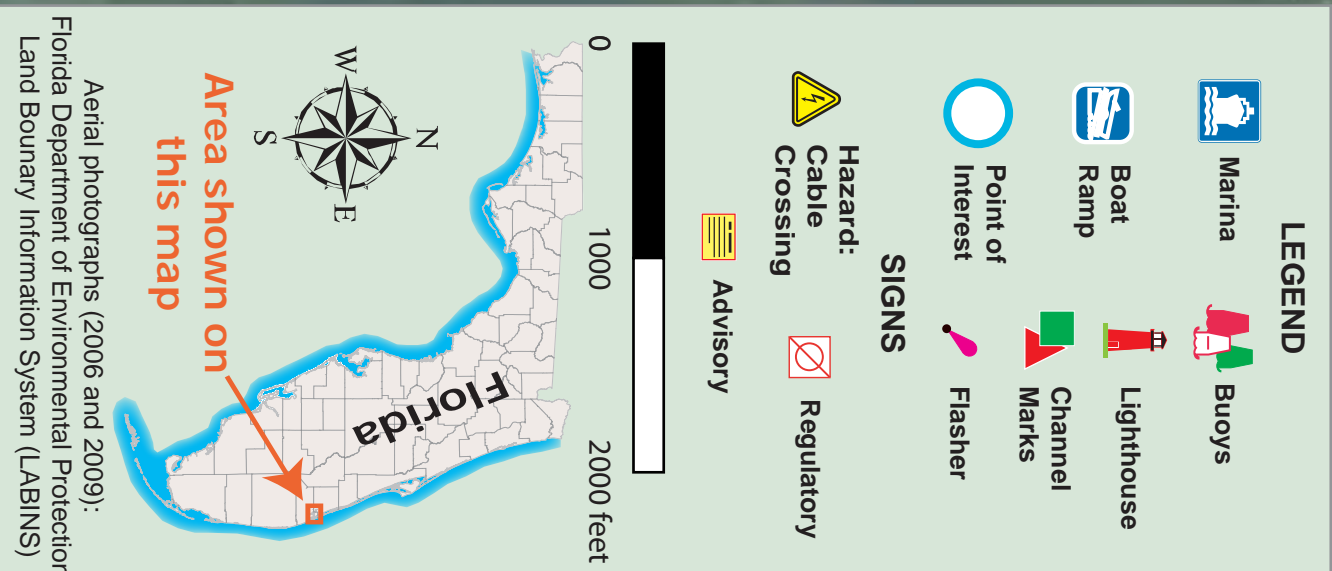 LEGEND
Marina
Buoys
Boat
Ramp
Lighthouse
Point of
Interest
Channel
Marks
Flasher
SIGNS
Hazard:
Cable
Crossing
Regulatory
Advisory
0 1000 2000 feet
N
W E
S
Florida
Area shown on
this map
Aerial photographs (2006 and 2009):
Florida Department of Environmental Protection
Land Bounary Information System (LABINS)